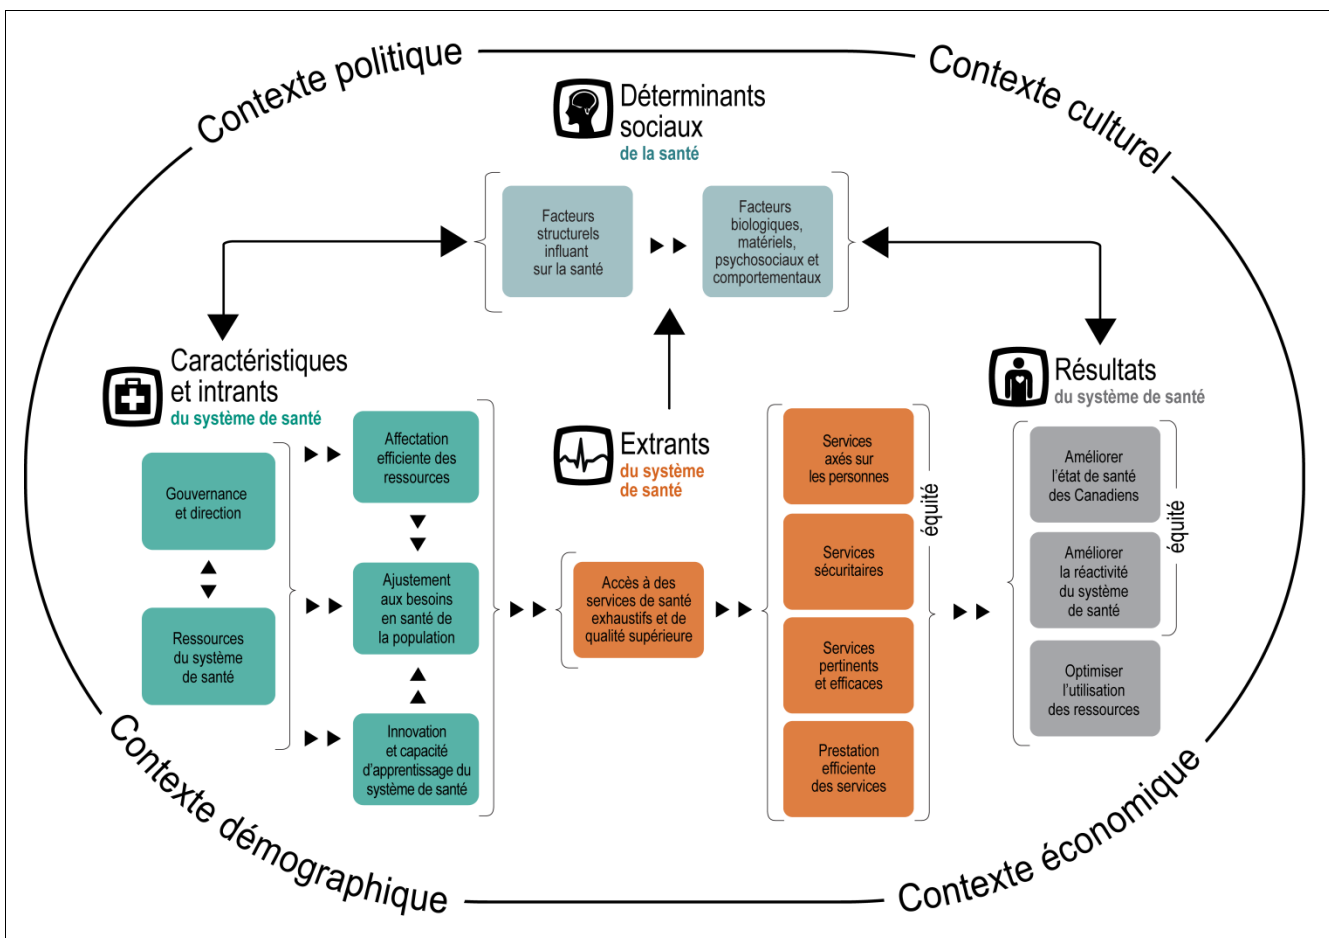 Contexte politique
Contexte culturel
Déterminants
sociaux
de la santé
Facteurs
structurels
influant
sur la santé
Facteurs
biologiques,
matériels,
psychosociaux et
comportementaux
Caractéristiques
et intrants
du système de santé
Gouvernance
et direction
Ressources
du système
de santé
Affectation
efficiente des
ressources
Ajustement
aux besoins
en santé de
la population
Innovation
et capacité
d'apprentissage du
système de santé
Extrants
du système
de santé
Accès à des
services de santé
exhaustifs et de
qualité supérieure
Services
axés sur
les personnes
Services
sécuritaires
Services
pertinents
et efficaces
Prestation
efficiente
des services
équité
Résultats
du système de santé
Améliorer
l'état de santé
des Canadiens
Améliorer
la réactivité
du système
de santé
Optimiser
l'utilisation
des ressources
équité
Contexte démographique
Contexte économique